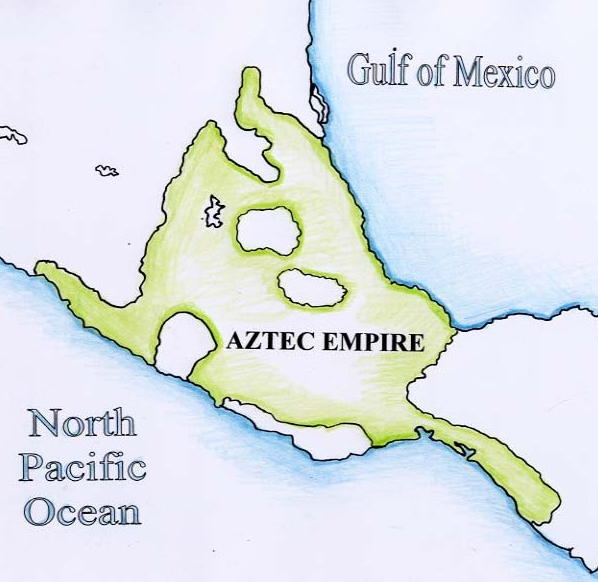 Gulf of Mexico
AZTEC EMPIRE
North
Pacific
Ocean